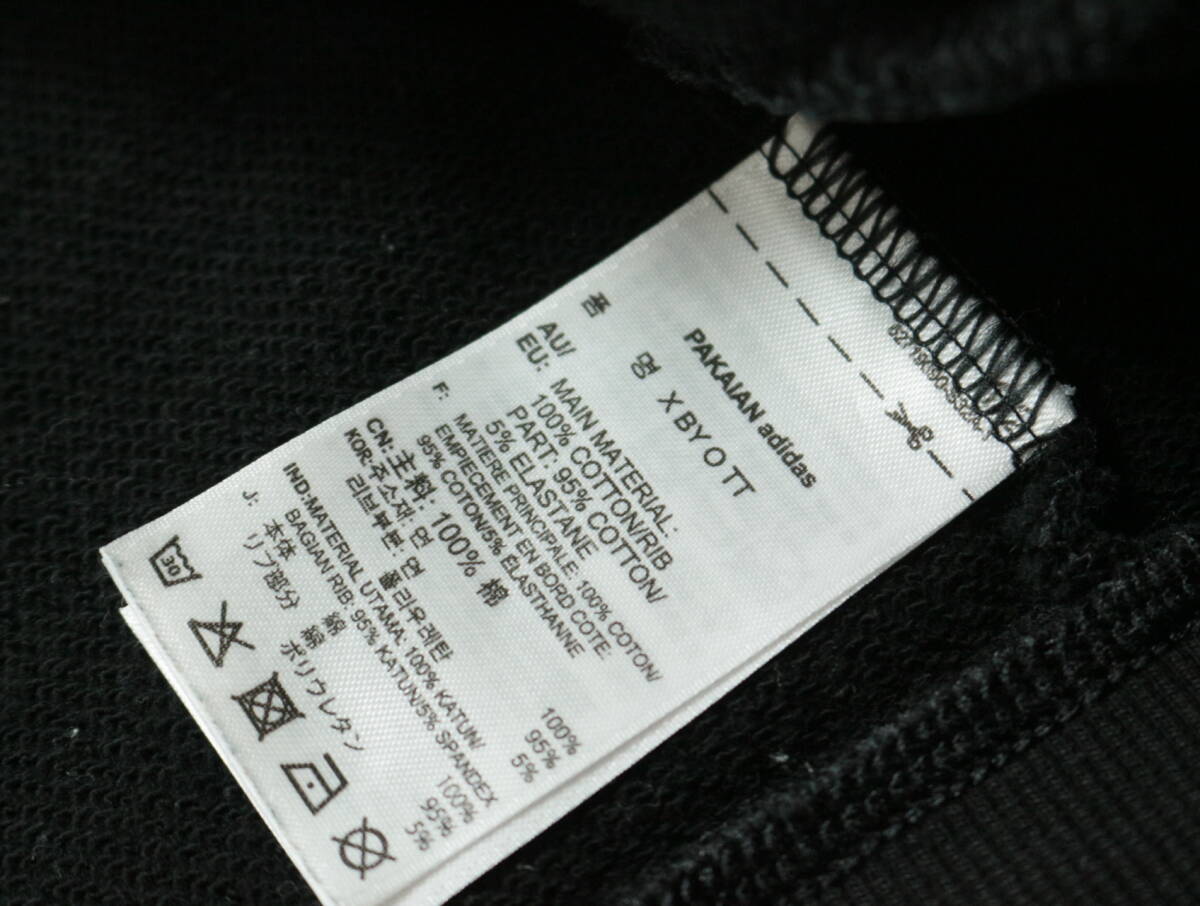 PAKAIAN adidas
품 명 X BY O TT
AU/
EU: MAIN MATERIAL:
100% COTTON/RIB
PART: 95% COTTON/
5% ELASTANE
F: MATIERE PRINCIPALE: 100% COTON/
EMPIECEMENT EN BORD COTE:
95% COTON/5% ELASTHANNE
CN: 主料: 100% 棉
KOR: 주소재: 면 100%
리브부분: 면 95%
폴리우레탄 5%
IND:MATERIAL UTAMA: 100% KATUN/
BAGIAN RIB: 95% KATUN/5% SPANDEX
J: 本体 綿 100%
リブ部分 綿 95%
ポリウレタン 5%
30